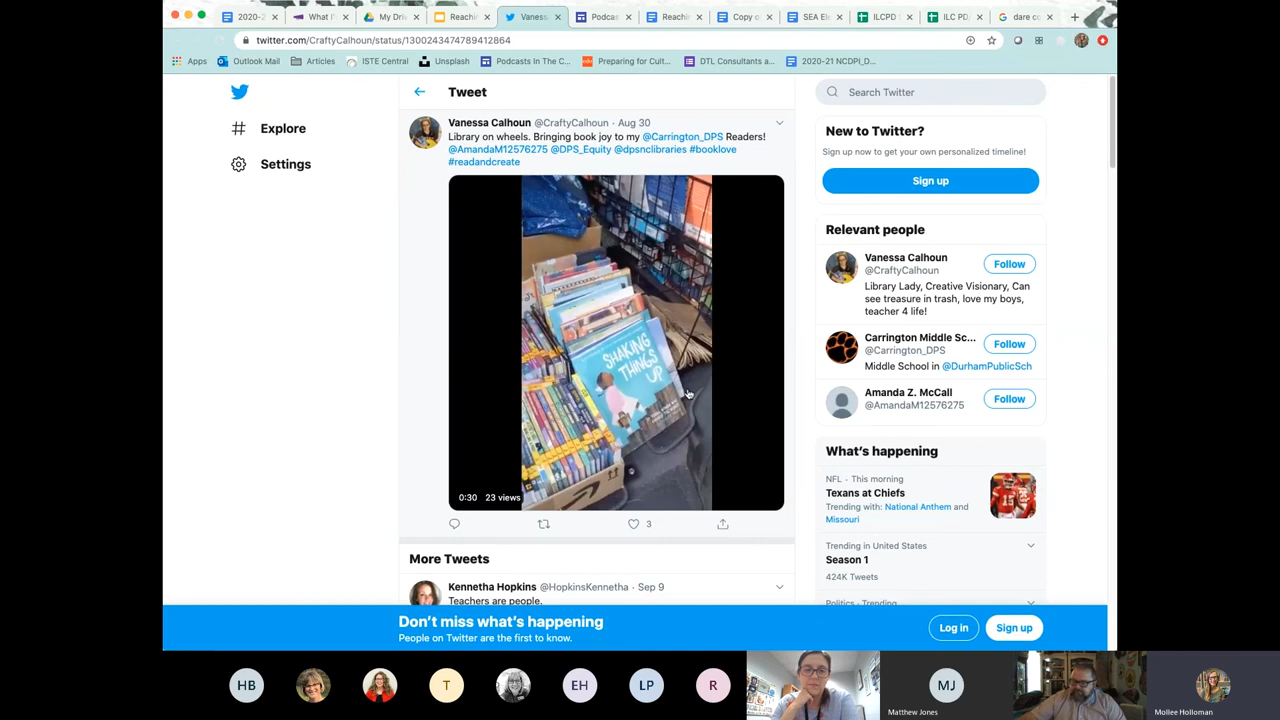 2020-2
What I'
My Driv
Reachi
Vaness
Podcas
Reachi
Copy o
SEA Ele
ILCPD
ILC PD
dare co
twitter.com/CraftyCalhoun/status/1300243474789412864
Apps
Outlook Mail
Articles
ISTE Central
Unsplash
Podcasts In The C...
Preparing for Cult...
DTL Consultants a...
2020-21 NCDPI_D...
Explore
Settings
Tweet
Vanessa Calhoun @CraftyCalhoun · Aug 30
Library on wheels. Bringing book joy to my @Carrington_DPS Readers!
@AmandaM12576275 @DPS_Equity @dpsnclibraries #booklove
#readandcreate
SHAKING
THINGS
UP
0:30 23 views
3
More Tweets
Kennetha Hopkins @HopkinsKennetha · Sep 9
Teachers are people.
Search Twitter
New to Twitter?
Sign up now to get your own personalized timeline!
Sign up
Relevant people
Vanessa Calhoun
@CraftyCalhoun
Follow
Library Lady, Creative Visionary, Can
see treasure in trash, love my boys,
teacher 4 life!
Carrington Middle Sc...
@Carrington_DPS
Follow
Middle School in @DurhamPublicSch
Amanda Z. McCall
@AmandaM12576275
Follow
What's happening
NFL · This morning
Texans at Chiefs
Trending with: National Anthem and
Missouri
Trending in United States
Season 1
424K Tweets
Politics · Trending
Don't miss what's happening
People on Twitter are the first to know.
Log in
Sign up
HB
T
EH
LP
R
MJ
Matthew Jones
Mollee Holloman